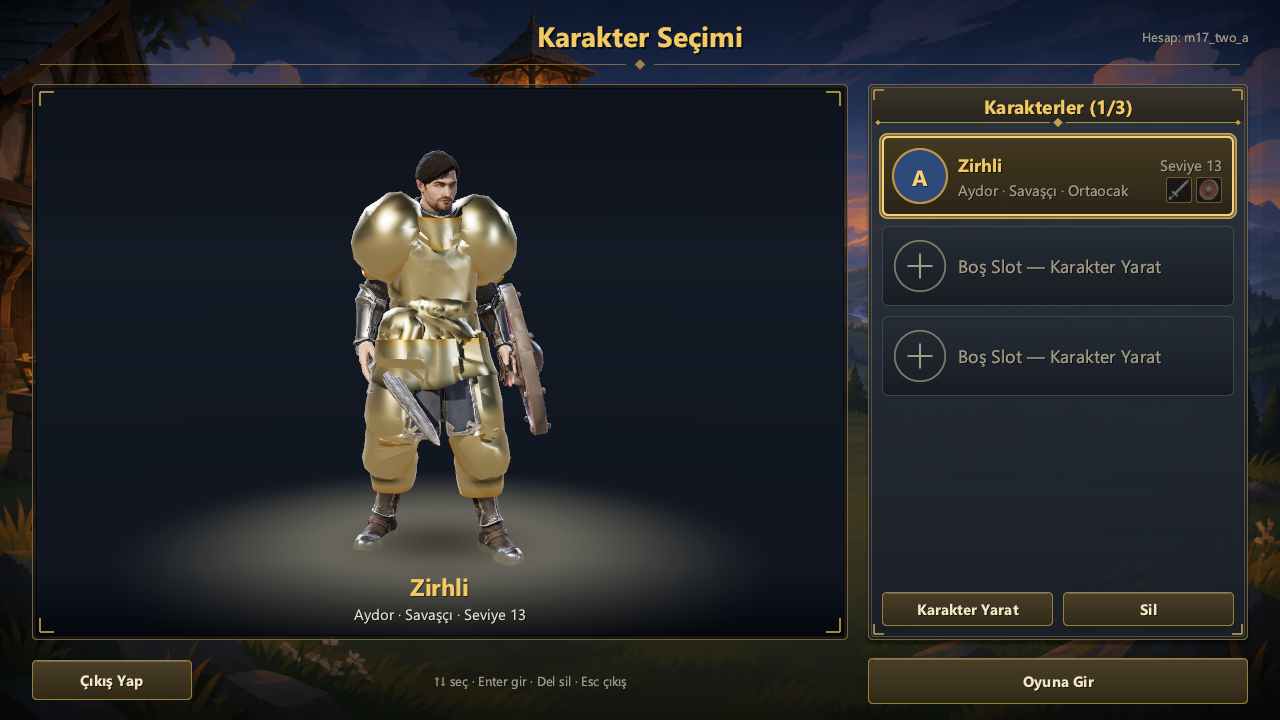 Karakter Seçimi
Hesap: m17_two_a
Karakterler (1/3)
A
Zirhli
Seviye 13
Aydor · Savaşçı · Ortaocak
Boş Slot — Karakter Yarat
Boş Slot — Karakter Yarat
Zirhli
Aydor · Savaşçı · Seviye 13
Karakter Yarat
Sil
Çıkış Yap
↑↓ seç · Enter gir · Del sil · Esc çıkış
Oyuna Gir